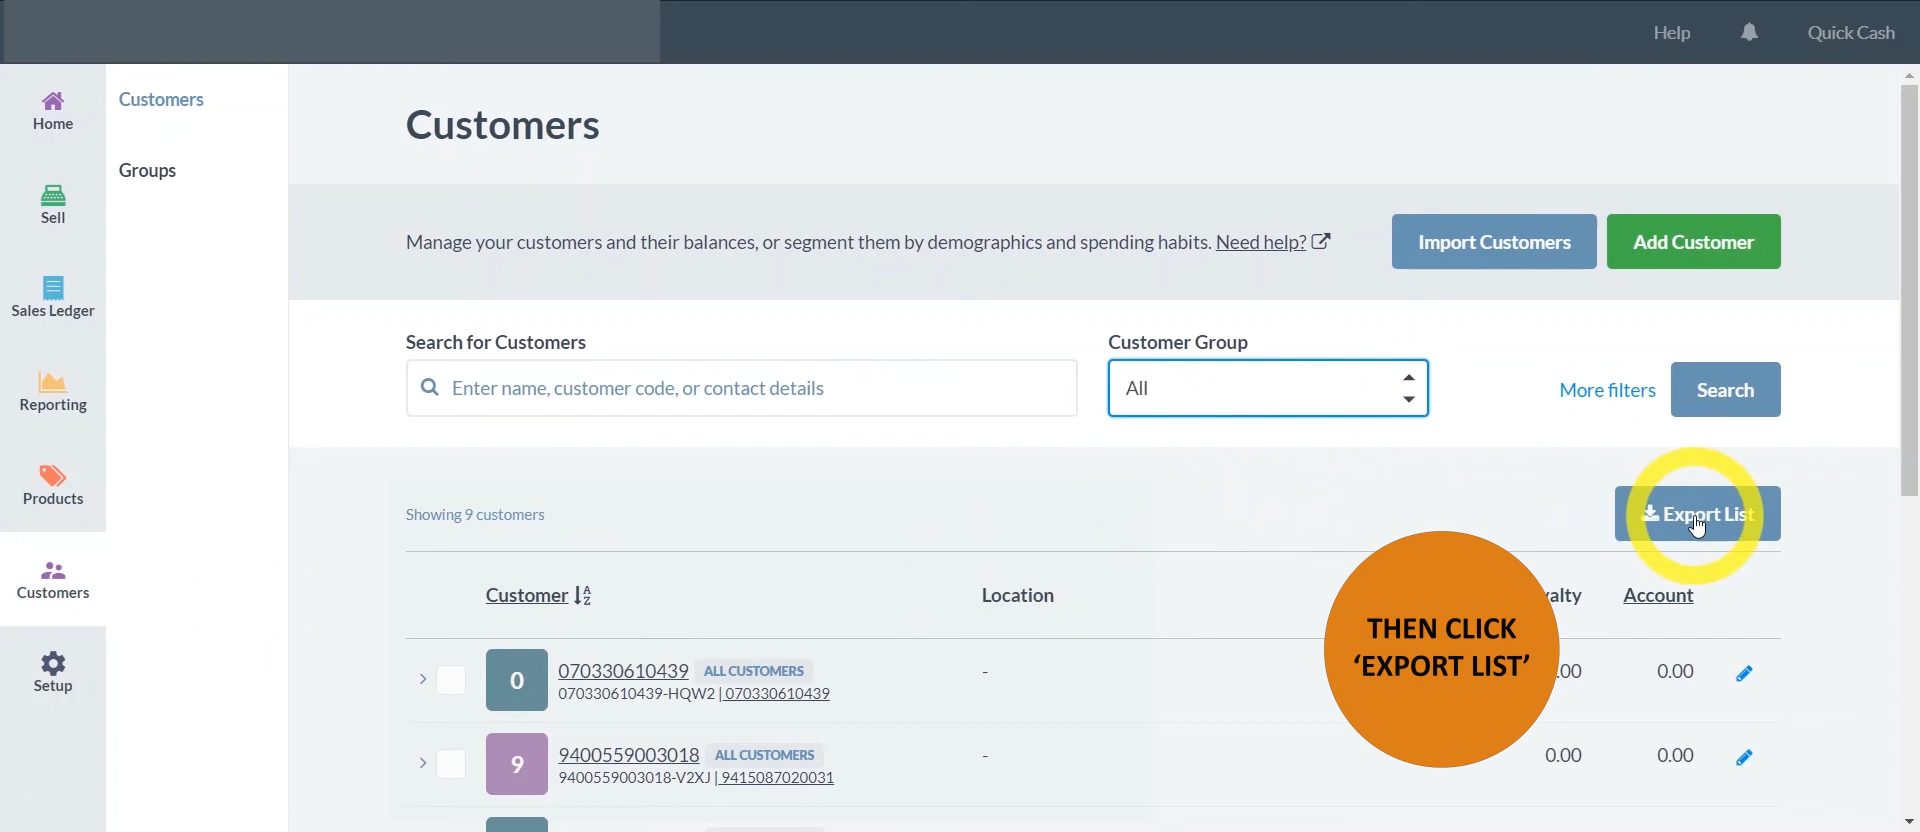 Help
Quick Cash
Home
Sell
Sales Ledger
Reporting
Products
Customers
Setup
Customers
Groups
Customers
Manage your customers and their balances, or segment them by demographics and spending habits. Need help?
Import Customers
Add Customer
Search for Customers
Customer Group
Enter name, customer code, or contact details
All
More filters
Search
Showing 9 customers
Export List
Customer
Location
Account
THEN CLICK
‘EXPORT LIST’
0
070330610439 ALL CUSTOMERS
070330610439-HQW2 | 070330610439
-
0.00
9
9400559003018 ALL CUSTOMERS
9400559003018-V2XJ | 9415087020031
-
0.00
0.00